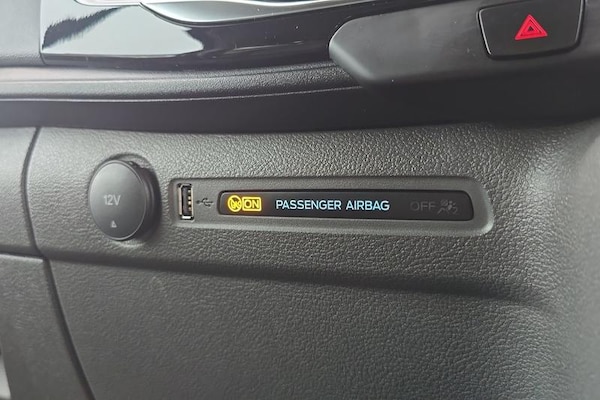 12V
ON PASSENGER AIRBAG OFF